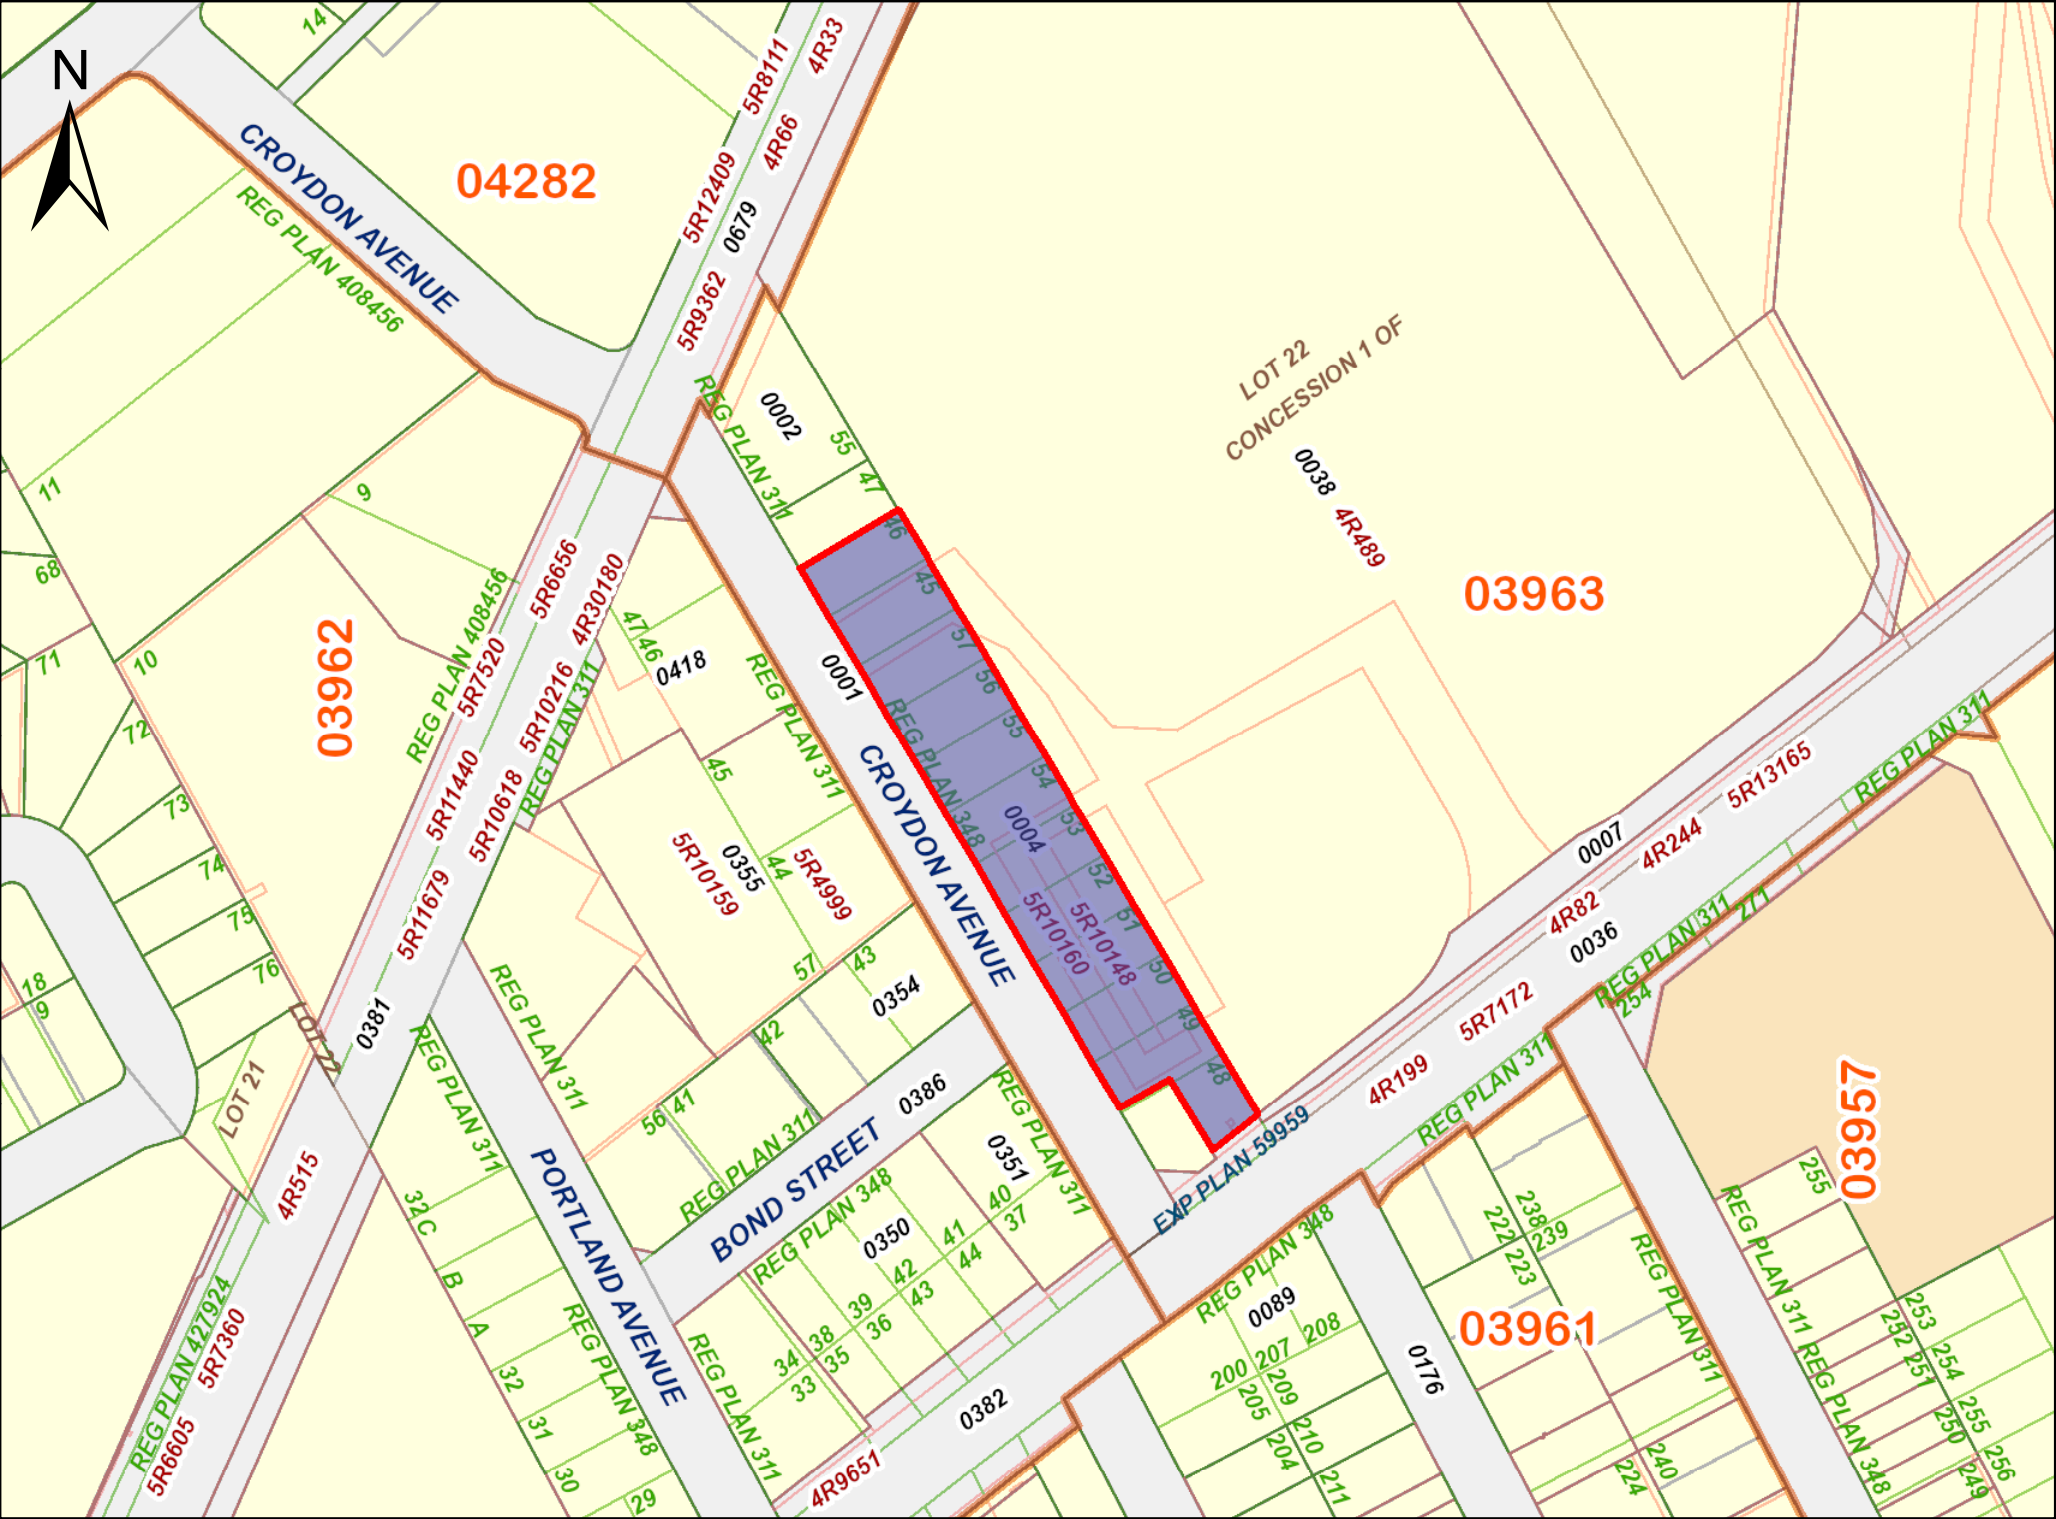 N
14
5R8111
4R33
CROYDON AVENUE
REG PLAN 408456
04282
5R12409
4R66
0679
5R9362
LOT 22
CONCESSION 1 OF
0038
4R489
03963
REG PLAN 311
0002
55
47
46
45
57
56
55
54
53
52
51
50
49
48
REG PLAN 348
0004
5R10160
5R10148
0001
CROYDON AVENUE
11
9
68
71
10
72
73
74
75
76
18
9
03962
REG PLAN 408456
5R6656
4R30180
5R7520
5R10216
REG PLAN 311
5R11440
5R10618
5R11679
47
46
0418
REG PLAN 311
45
44
5R10159
0355
5R4999
57
43
0354
42
41
56
REG PLAN 311
REG PLAN 311
BOND STREET
0386
0381
LOT 22
LOT 21
4R515
REG PLAN 311
PORTLAND AVENUE
REG PLAN 311
0351
REG PLAN 348
0350
40
37
41
44
42
43
39
36
38
35
34
33
32 C
B
A
32
31
30
29
REG PLAN 348
REG PLAN 311
REG PLAN 427924
5R7360
5R6605
4R9651
0382
EXP PLAN 59959
0007
4R244
5R13165
REG PLAN 311
4R82
0036
REG PLAN 311
271
5R7172
REG PLAN 311
254
4R199
03957
REG PLAN 348
0089
200
207
208
205
209
204
210
211
0176
03961
222
238
239
223
224
240
REG PLAN 311
255
REG PLAN 311
REG PLAN 348
252
253
251
254
250
255
249
256